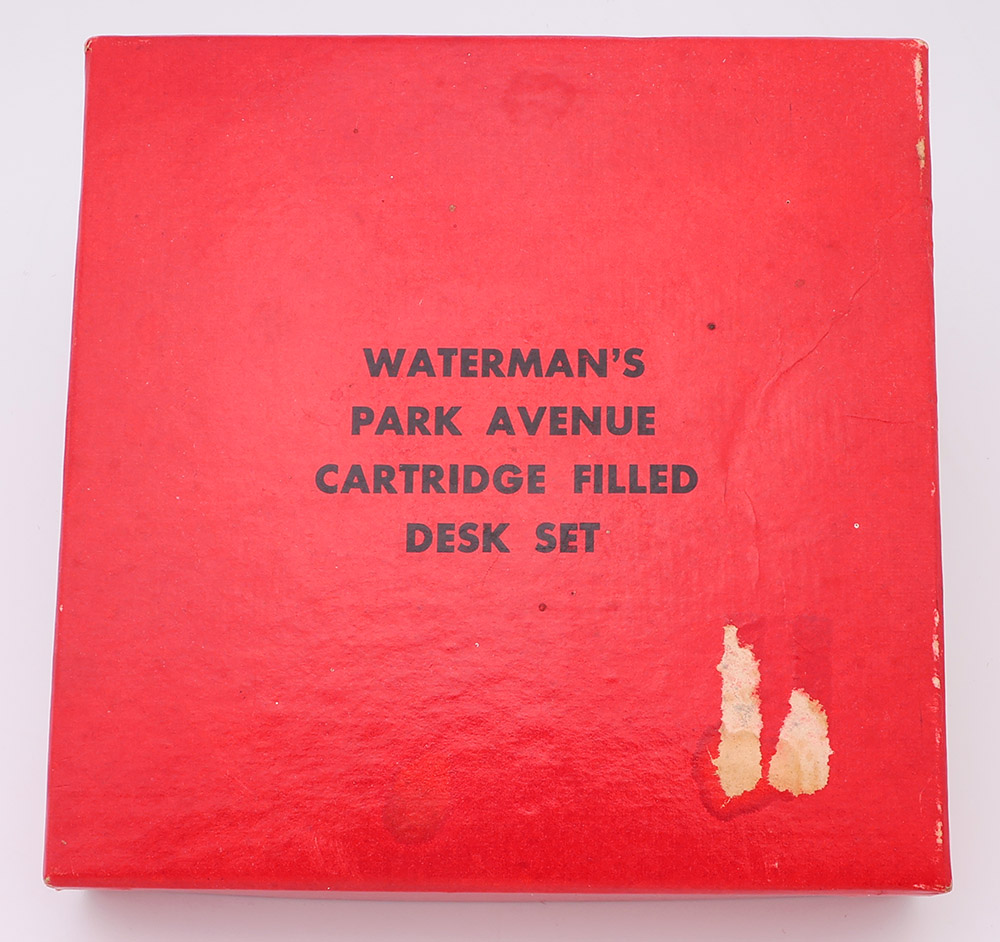 WATERMAN'S
PARK AVENUE
CARTRIDGE FILLED
DESK SET